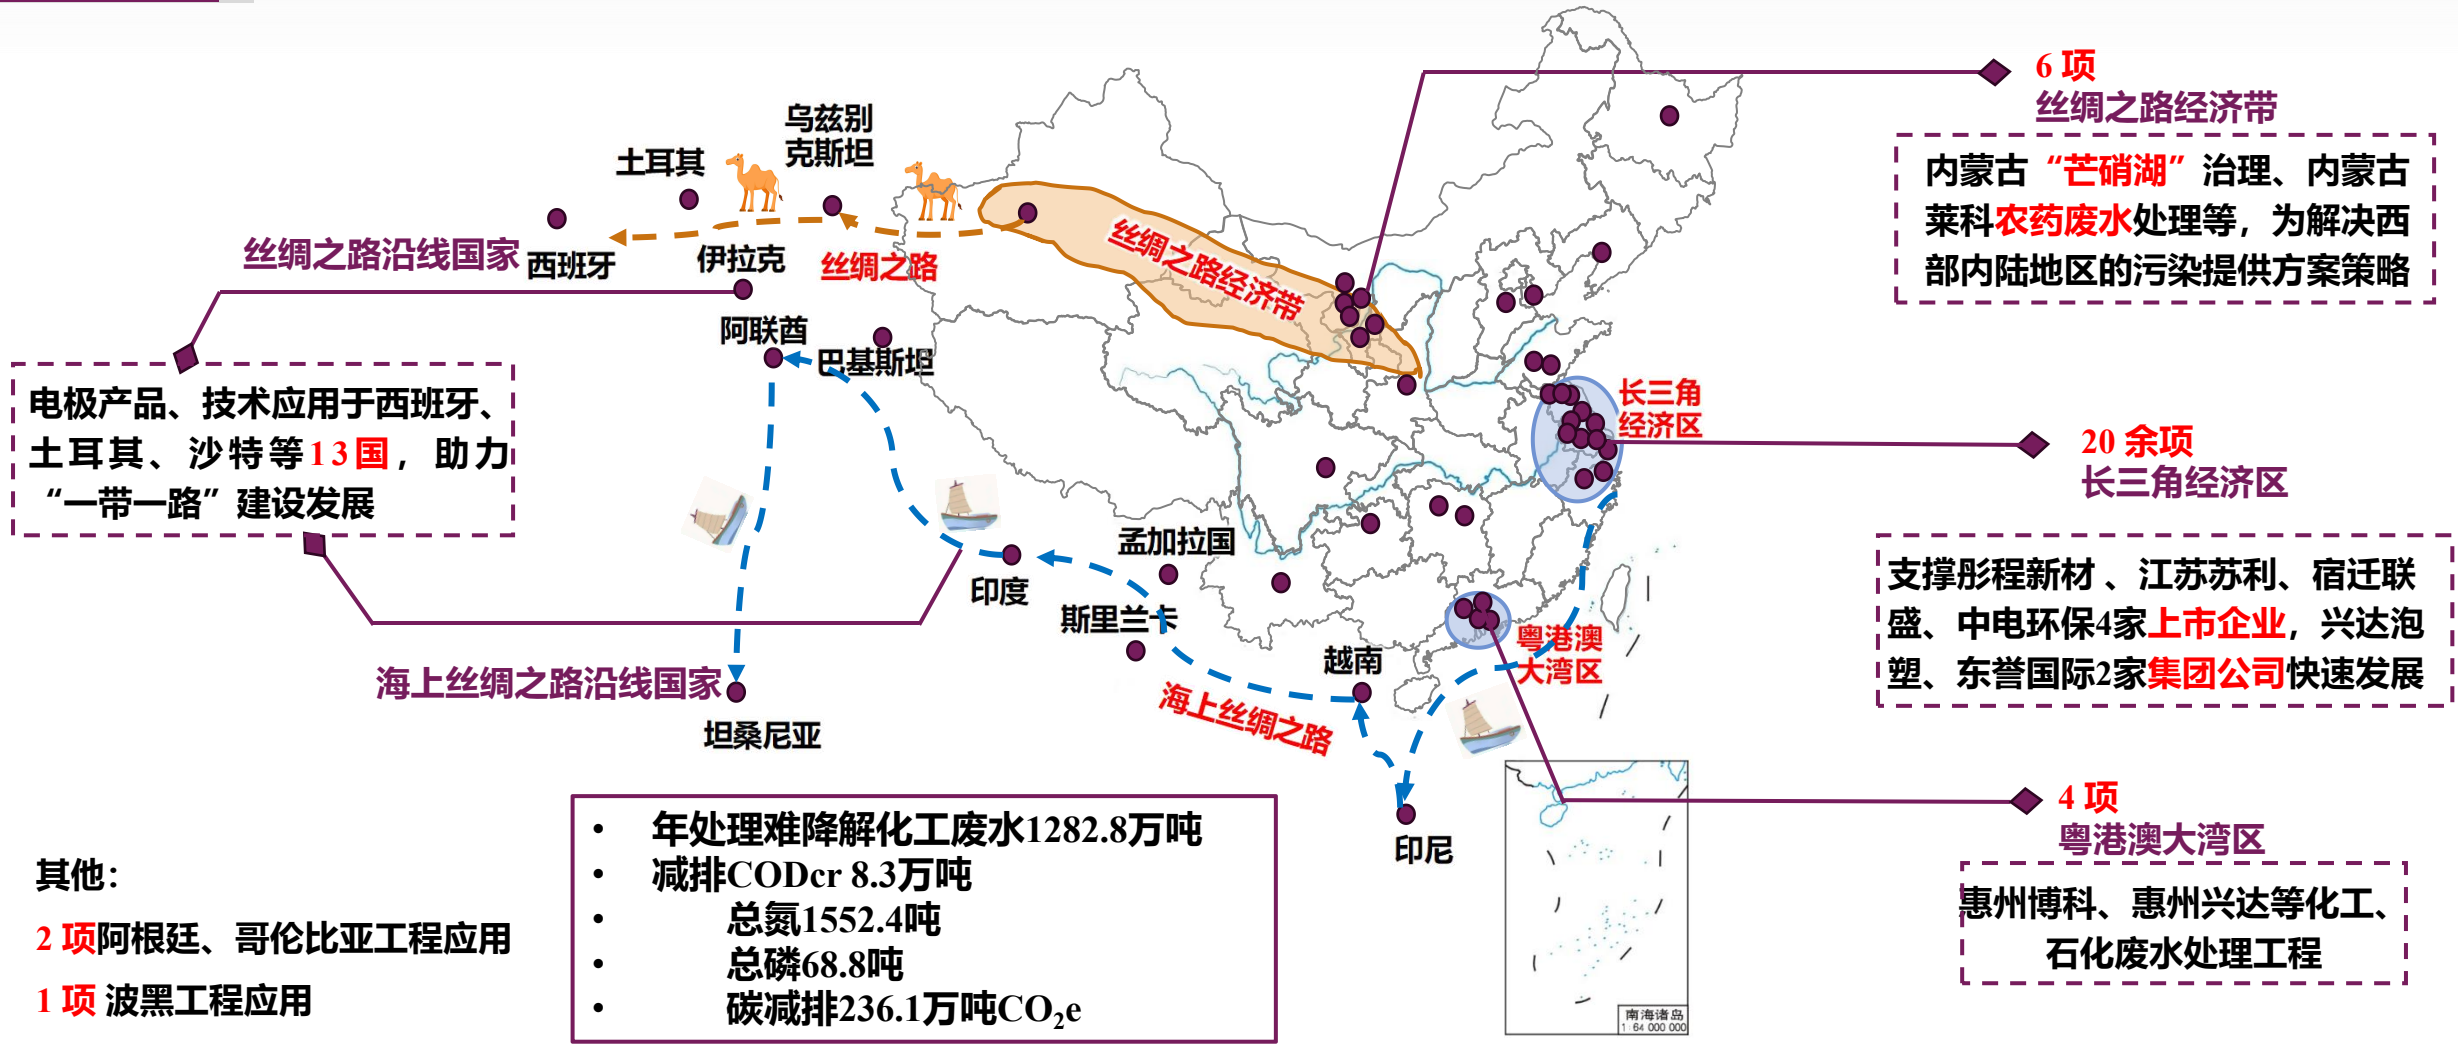 6 项
丝绸之路经济带
内蒙古“芒硝湖”治理、内蒙古
莱科农药废水处理等，为解决西
部内陆地区的污染提供方案策略
乌兹别
克斯坦
土耳其
丝绸之路沿线国家
西班牙
伊拉克
丝绸之路
丝绸之路经济带
阿联酋
巴基斯坦
电极产品、技术应用于西班牙、
土耳其、沙特等13国，助力
“一带一路”建设发展
长三角
经济区
20 余项
长三角经济区
支撑彤程新材 、江苏苏利、宿迁联
盛、中电环保4家上市企业，兴达泡
塑、东誉国际2家集团公司快速发展
孟加拉国
印度
斯里兰卡
越南
粤港澳
大湾区
海上丝绸之路沿线国家
海上丝绸之路
坦桑尼亚
印尼
4 项
粤港澳大湾区
惠州博科、惠州兴达等化工、
石化废水处理工程
其他：
2 项阿根廷、哥伦比亚工程应用
1 项 波黑工程应用
• 年处理难降解化工废水1282.8万吨
• 减排CODcr 8.3万吨
• 总氮1552.4吨
• 总磷68.8吨
• 碳减排236.1万吨CO₂e
南海诸岛
1:64 000 000